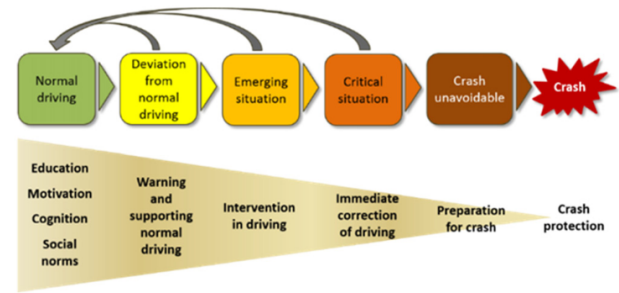 Normal
driving
Deviation
from
normal
driving
Emerging
situation
Critical
situation
Crash
unavoidable
Crash
Education
Motivation
Cognition
Social
norms
Warning
and
supporting
normal
driving
Intervention
in driving
Immediate
correction
of driving
Preparation
for crash
Crash
protection